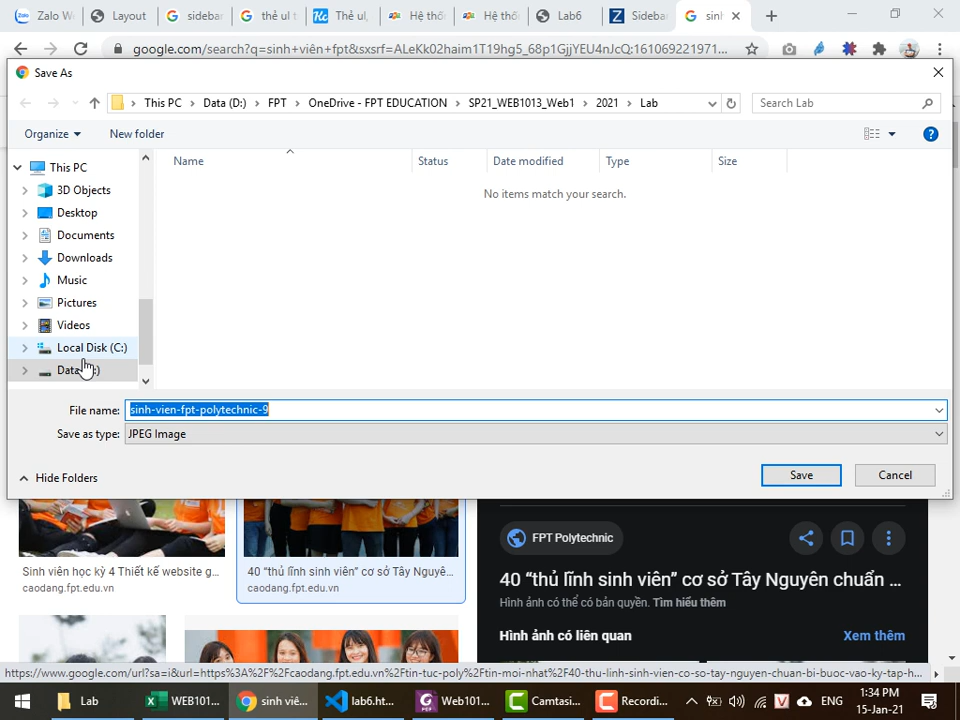 Zalo W
Layout
sideba
thẻ ul t
Thẻ ul,
Hệ thố
Hệ thố
Lab6
Sideba
sinh
google.com/search?q=sinh+viên+fpt&sxsrf=ALeKk02haim1T19hg5_68p1GjjYEU4nJcQ:161069221971...
Save As
This PC
Data (D:)
FPT
OneDrive - FPT EDUCATION
SP21_WEB1013_Web1
2021
Lab
Search Lab
Organize
New folder
Name
Status
Date modified
Type
Size
No items match your search.
This PC
3D Objects
Desktop
Documents
Downloads
Music
Pictures
Videos
Local Disk (C:)
File name:
sinh-vien-fpt-polytechnic-9
Save as type:
JPEG Image
Hide Folders
Save
Cancel
FPT Polytechnic
Sinh viên học kỳ 4 Thiết kế website g...
caodang.fpt.edu.vn
40 “thủ lĩnh sinh viên” cơ sở Tây Nguyê...
caodang.fpt.edu.vn
40 “thủ lĩnh sinh viên” cơ sở Tây Nguyên chuẩn ...
Hình ảnh có thể có bản quyền. Tìm hiểu thêm
Hình ảnh có liên quan
Xem thêm
https://www.google.com/url?sa=i&url=https%3A%2F%2Fcaodang.fpt.edu.vn%2Ftin-tuc-poly%2Ftin-moi-nhat%2F40-thu-linh-sinh-vien-co-so-tay-nguyen-chuan-bi-buoc-vao-ky-tap-h...
Lab
WEB101...
sinh viê...
lab6.ht...
Web101...
Camtasi...
Recordi...
1:34 PM
15-Jan-21